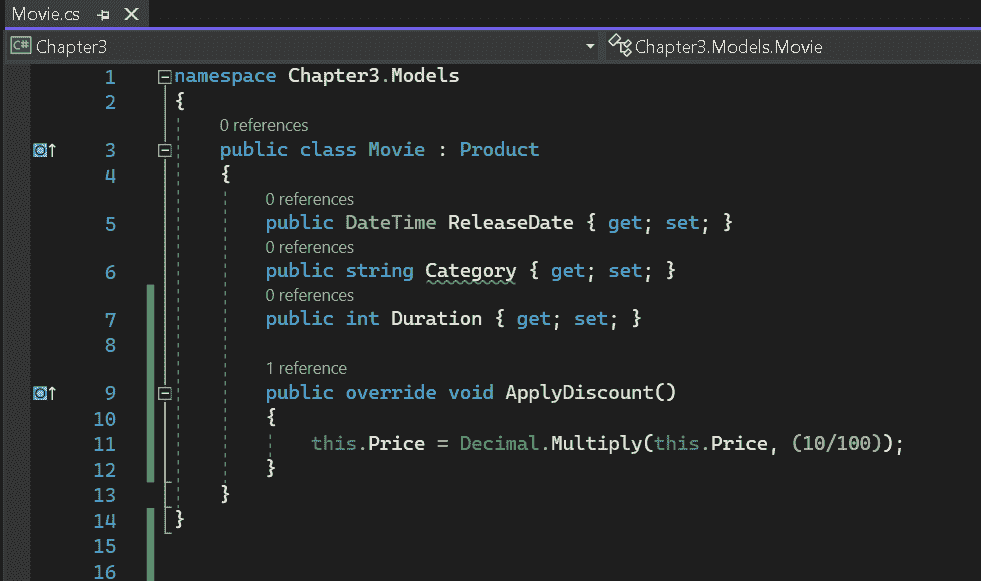 Movie.cs
C# Chapter3
Chapter3.Models.Movie
1 namespace Chapter3.Models
2 {
0 references
3 public class Movie : Product
4 {
0 references
5 public DateTime ReleaseDate { get; set; }
0 references
6 public string Category { get; set; }
0 references
7 public int Duration { get; set; }
8
1 reference
9 public override void ApplyDiscount()
10 {
11 this.Price = Decimal.Multiply(this.Price, (10/100));
12 }
13 }
14 }
15
16